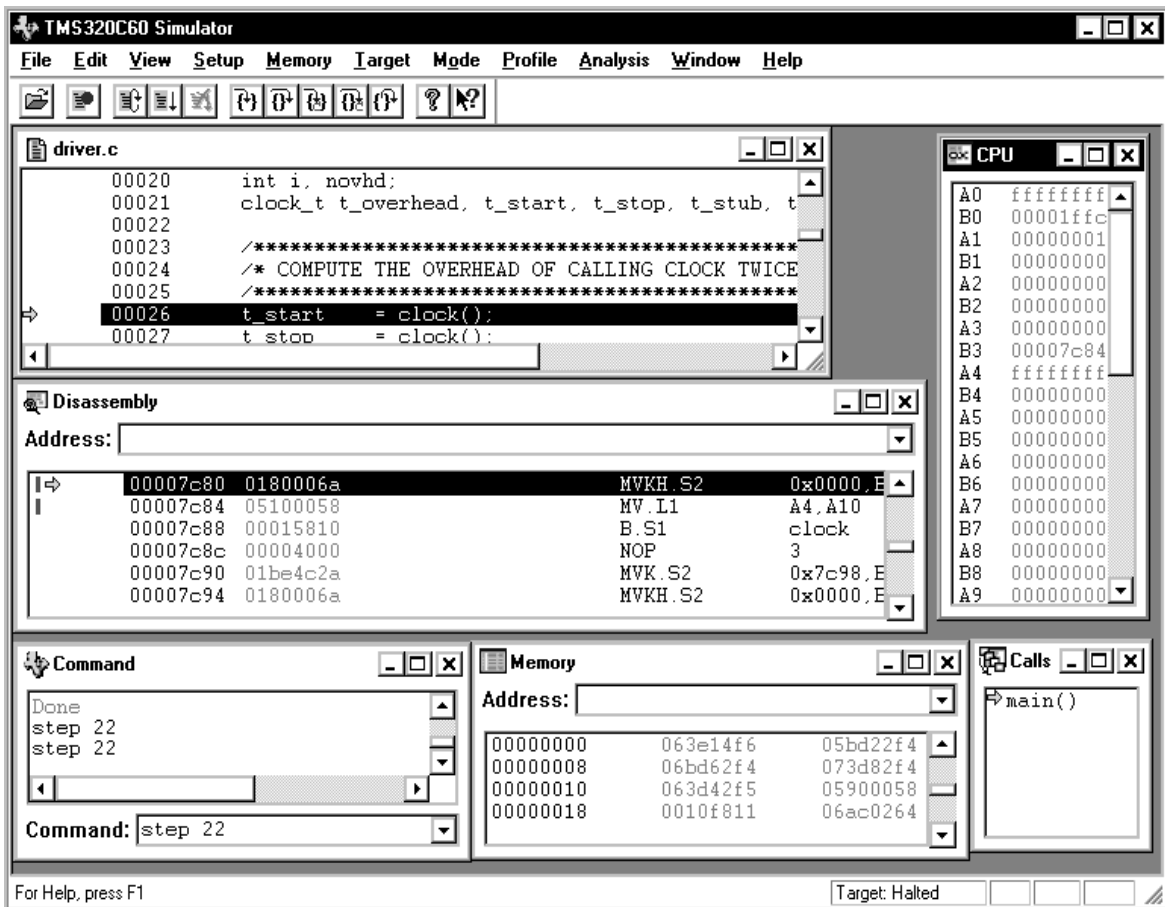 TMS320C60 Simulator
File Edit View Setup Memory Target Mode Profile Analysis Window Help
driver.c
00020 int i, novhd;
00021 clock_t t_overhead, t_start, t_stop, t_stub, t
00022
00023 /**********************************************
00024 /* COMPUTE THE OVERHEAD OF CALLING CLOCK TWICE
00025 /**********************************************
00026 t_start = clock();
00027 t_stop = clock();
CPU
A0 ffffffff
B0 00001ffc
A1 00000001
B1 00000000
A2 00000000
B2 00000000
A3 00000000
B3 00007c84
A4 ffffffff
B4 00000000
A5 00000000
B5 00000000
A6 00000000
B6 00000000
A7 00000000
B7 00000000
A8 00000000
B8 00000000
A9 00000000
Disassembly
Address:
00007c80 0180006a MVKH.S2 0x0000,
00007c84 05100058 MV.L1 A4,A10
00007c88 00015810 B.S1 clock
00007c8c 00004000 NOP 3
00007c90 01be4c2a MVK.S2 0x7c98,
00007c94 0180006a MVKH.S2 0x0000,
Command
Done
step 22
step 22
Command: step 22
Memory
Address:
00000000 063e14f6 05bd22f4
00000008 06bd62f4 073d82f4
00000010 063d42f5 05900058
00000018 0010f811 06ac0264
Calls
main()
For Help, press F1
Target: Halted